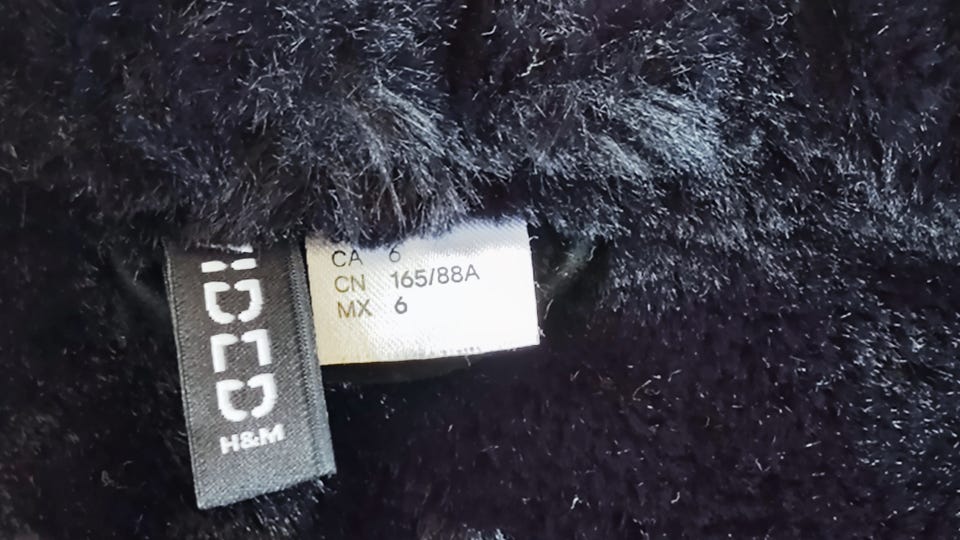 DIVIDED
H&M
CA 6
CN 165/88A
MX 6